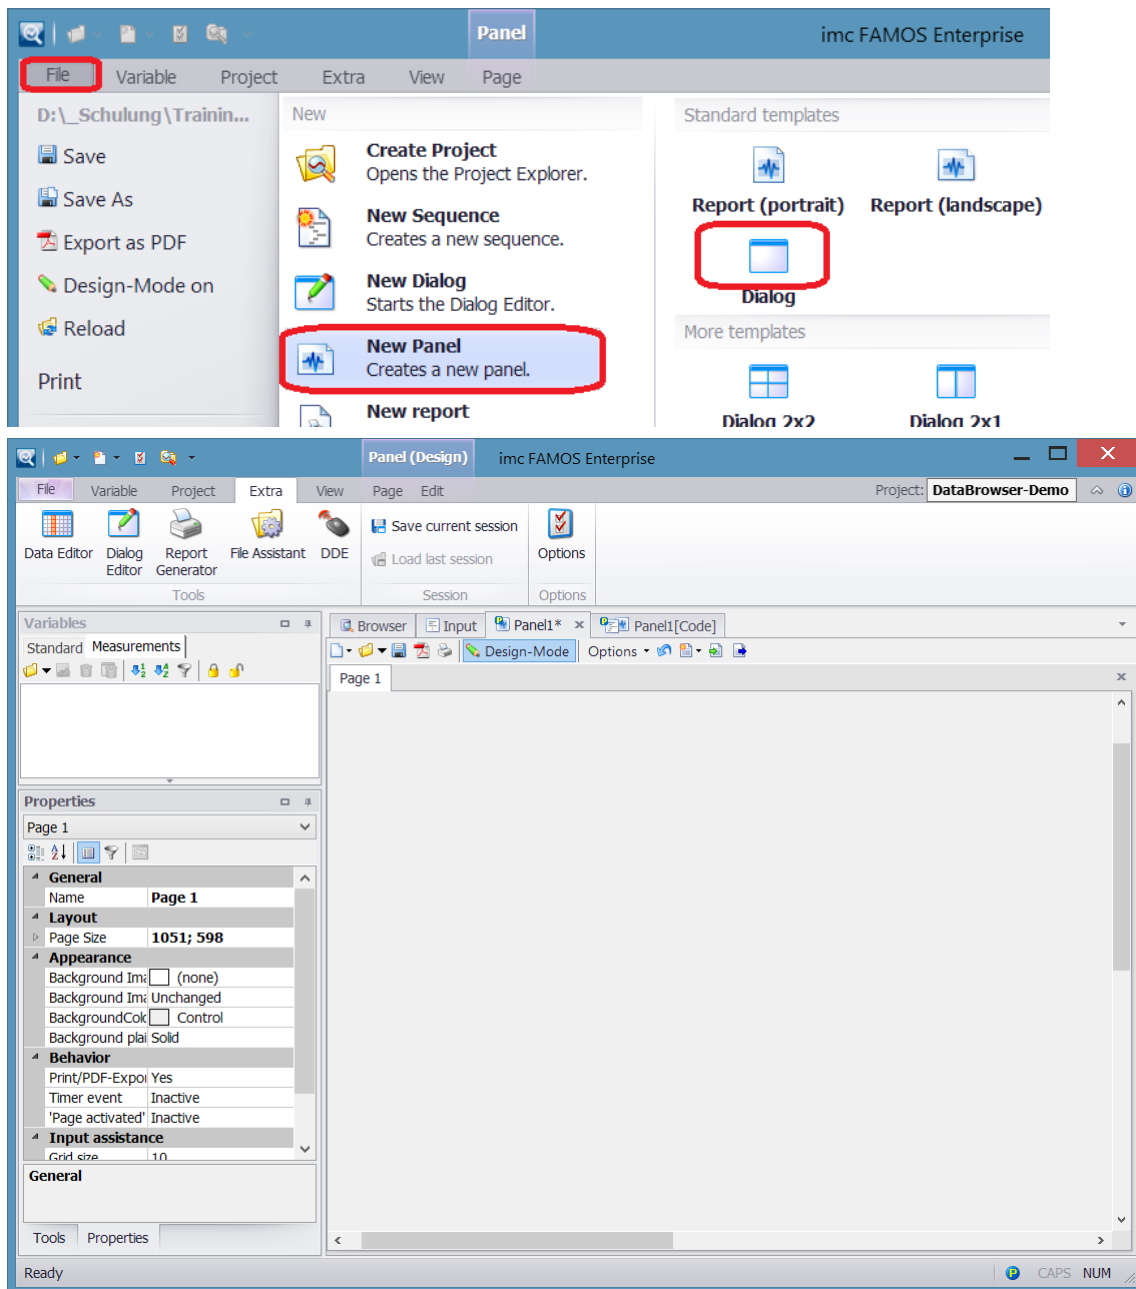 Panel
imc FAMOS Enterprise
File Variable Project Extra View Page
D:\_Schulung\Trainin...
Save
Save As
Export as PDF
Design-Mode on
Reload
Print
New
Create Project
Opens the Project Explorer.
New Sequence
Creates a new sequence.
New Dialog
Starts the Dialog Editor.
New Panel
Creates a new panel.
New report
Standard templates
Report (portrait) Report (landscape)
Dialog
More templates
Dialog 2x2 Dialog 2x1
Panel (Design) imc FAMOS Enterprise
File Variable Project Extra View Page Edit Project: DataBrowser-Demo
Data Editor Dialog Editor Report Generator File Assistant DDE
Tools
Save current session
Load last session
Session
Options
Options
Variables
Standard Measurements
Properties
Page 1
General
Name Page 1
Layout
Page Size 1051; 598
Appearance
Background Ima (none)
Background Ima Unchanged
BackgroundCol Control
Background plai Solid
Behavior
Print/PDF-Expor Yes
Timer event Inactive
'Page activated' Inactive
Input assistance
Grid size 10
General
Tools Properties
Browser Input Panel1* Panel1[Code]
Design-Mode Options
Page 1
Ready
CAPS NUM